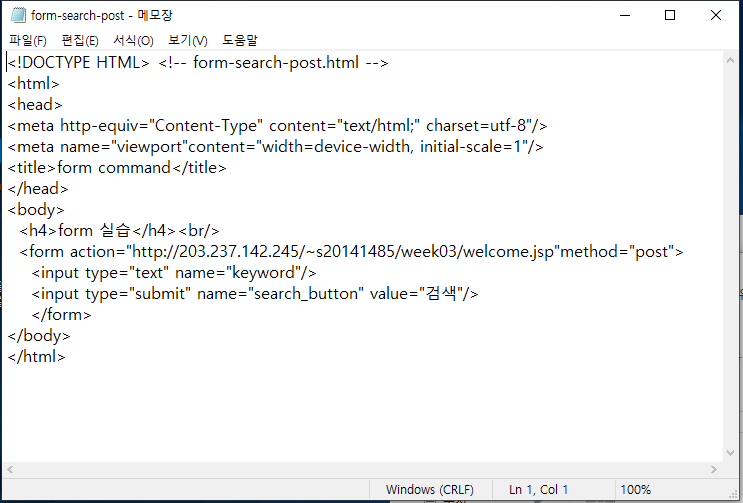 form-search-post - 메모장
파일(F) 편집(E) 서식(O) 보기(V) 도움말
<!DOCTYPE HTML> <!-- form-search-post.html -->
<html>
<head>
<meta http-equiv="Content-Type" content="text/html;" charset=utf-8"/>
<meta name="viewport"content="width=device-width, initial-scale=1"/>
<title>form command</title>
</head>
<body>
  <h4>form 실습</h4><br/>
  <form action="http://203.237.142.245/~s20141485/week03/welcome.jsp"method="post">
    <input type="text" name="keyword"/>
    <input type="submit" name="search_button" value="검색"/>
    </form>
</body>
</html>
Windows (CRLF) Ln 1, Col 1 100%